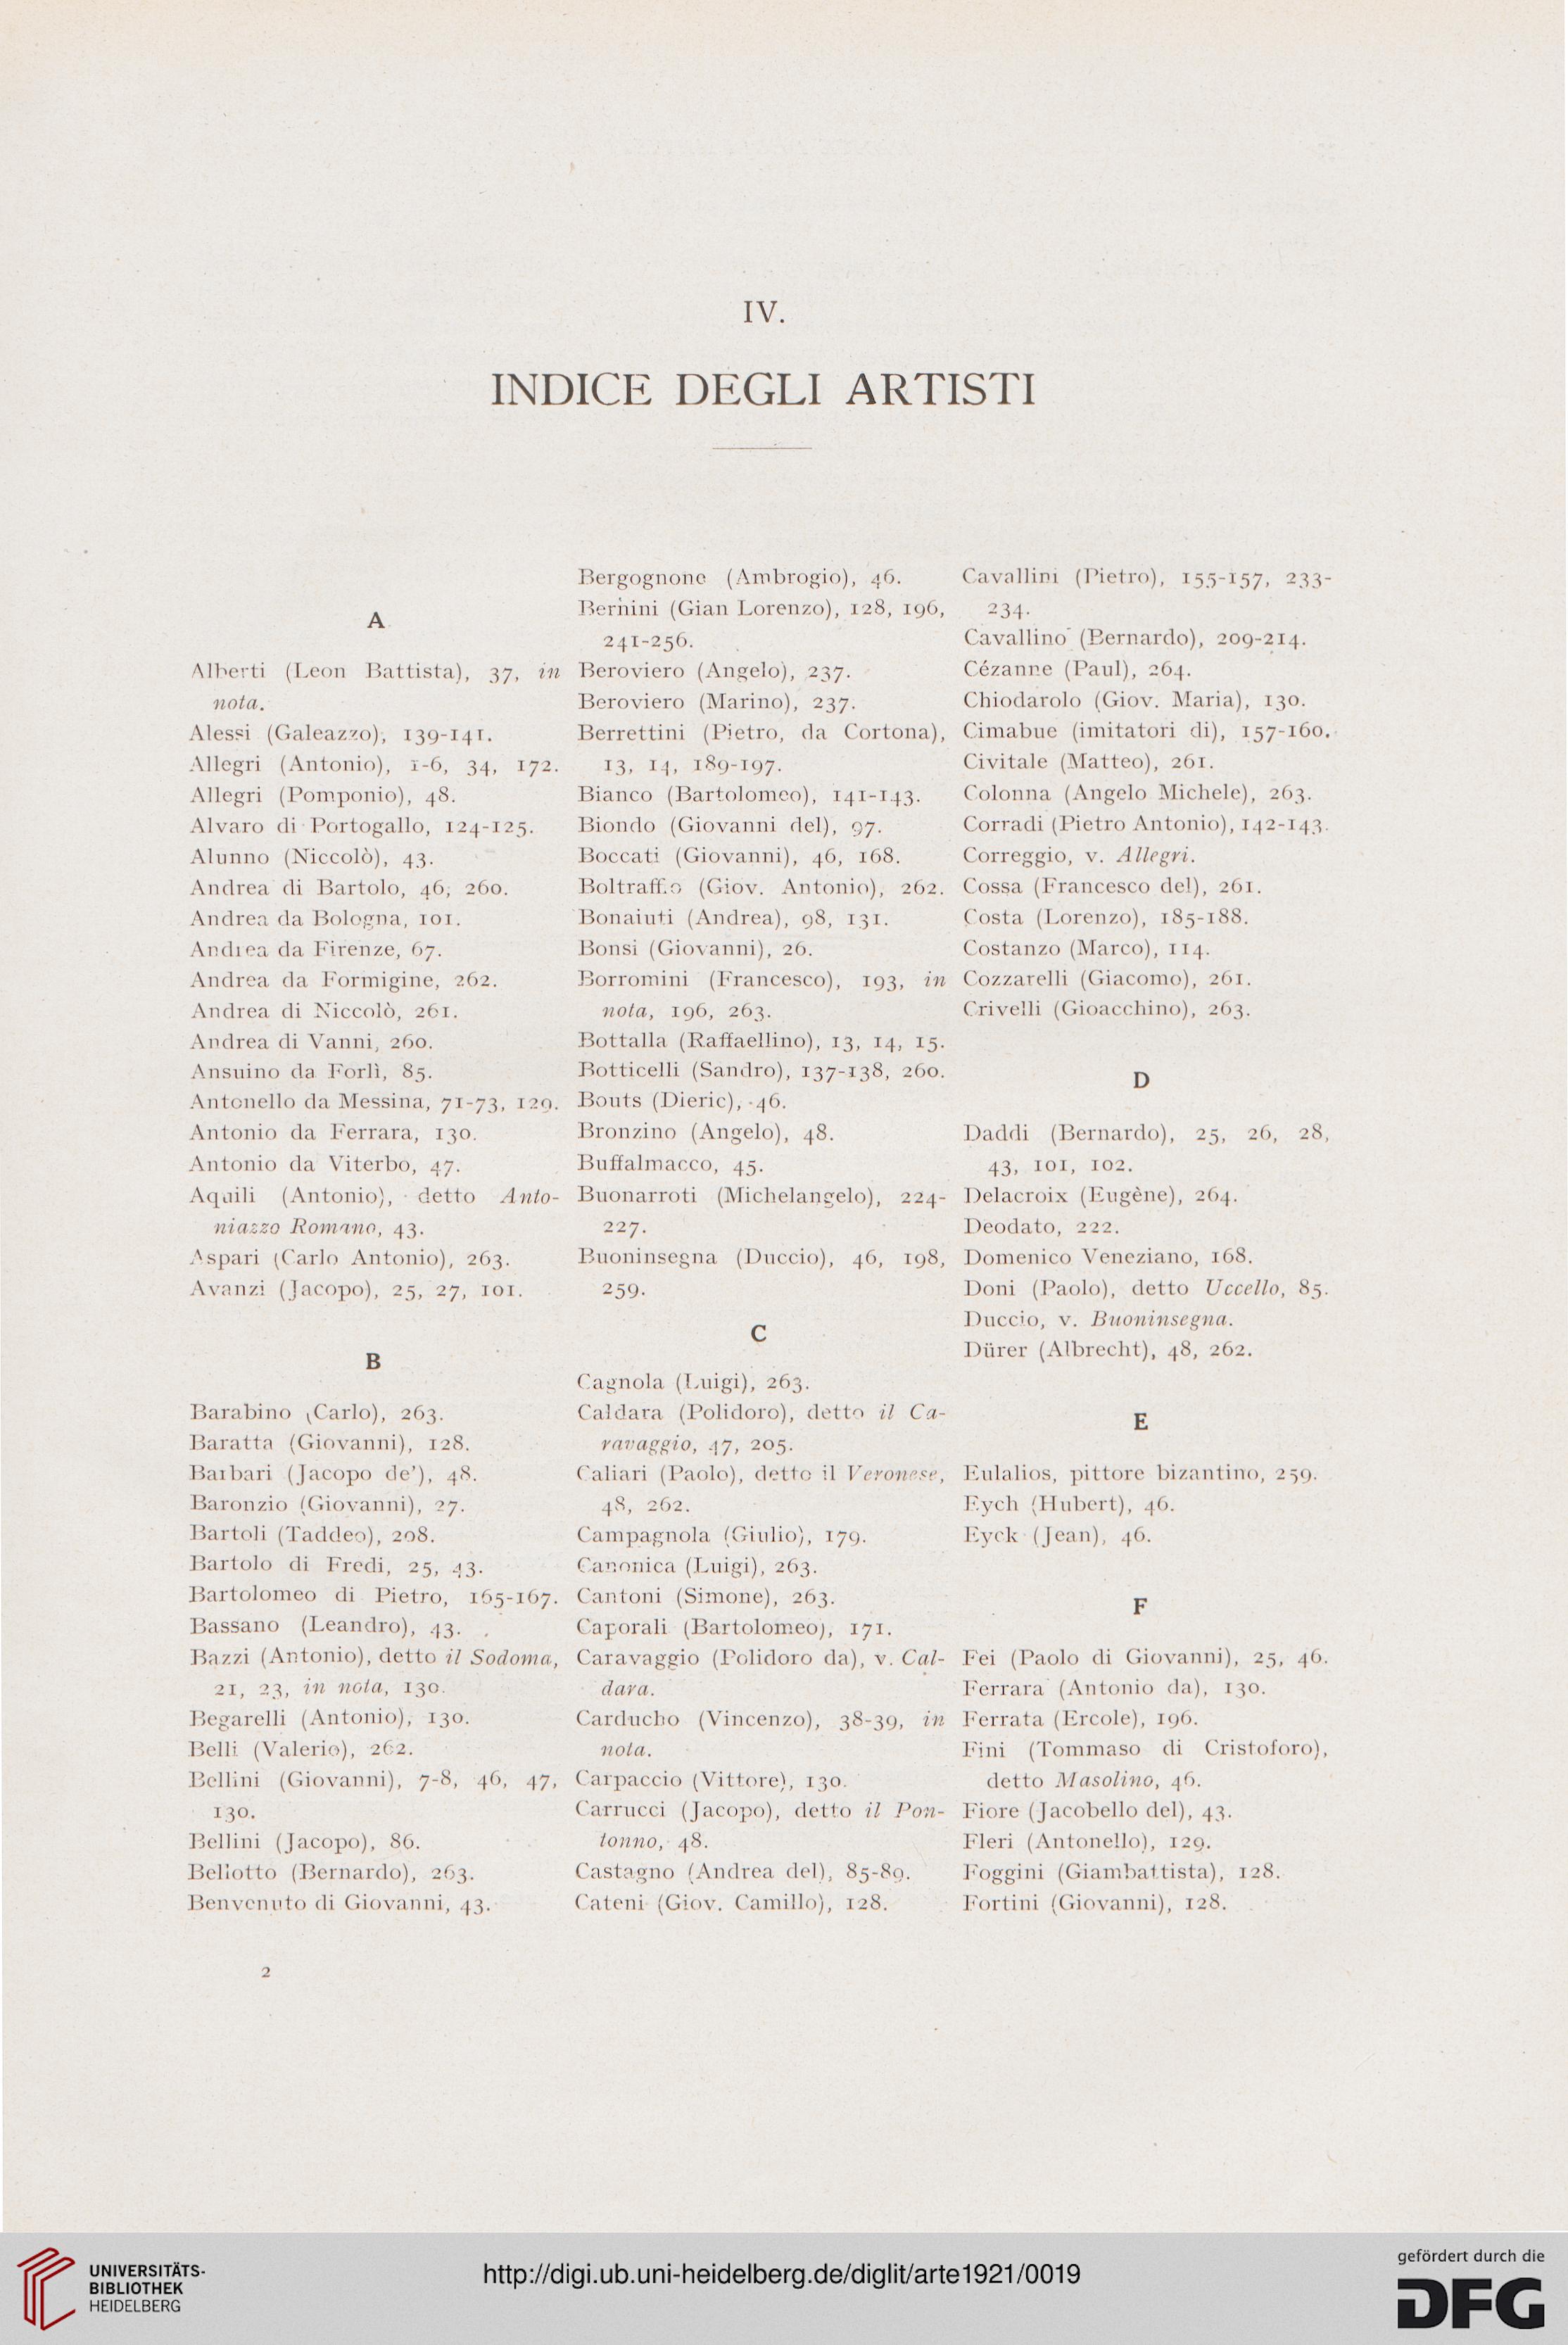 IV.
INDICE DEGLI ARTISTI
A
Alberti (Leon Battista), 37, in
nota.
Alessi (Galeazzo), 139-141.
Allegri (Antonio), 1-6, 34, 172.
Allegri (Pomponio), 48.
Alvaro di Portogallo, 124-125.
Alunno (Niccolò), 43.
Andrea di Bartolo, 46, 260.
Andrea da Bologna, 101.
Andrea da Firenze, 67.
Andrea da Formigine, 262.
Andrea di Niccolò, 261.
Andrea di Vanni, 260.
Ansuino da Forlì, 85.
Antonello da Messina, 71-73, 129.
Antonio da Ferrara, 130.
Antonio da Viterbo, 47.
Aquili (Antonio), detto Anto-
niazzo Romano, 43.
Aspari (Carlo Antonio), 263.
Avanzi (Jacopo), 25, 27, 101.
B
Barabino (Carlo), 263.
Baratta (Giovanni), 128.
Barbari (Jacopo de'), 48.
Baronzio (Giovanni), 27.
Bartoli (Taddeo), 208.
Bartolo di Fredi, 25, 43.
Bartolomeo di Pietro, 165-167.
Bassano (Leandro), 43.
Bazzi (Antonio), detto il Sodoma,
21, 23, in nota, 130.
Begarelli (Antonio), 130.
Belli (Valerio), 262.
Bellini (Giovanni), 7-8, 46, 47,
130.
Bellini (Jacopo), 86.
Bellotto (Bernardo), 263.
Benvenuto di Giovanni, 43.
Bergognone (Ambrogio), 46.
Bernini (Gian Lorenzo), 128, 196,
241-256.
Beroviero (Angelo), 237.
Beroviero (Marino), 237.
Berrettini (Pietro, da Cortona),
13, 14, 189-197.
Bianco (Bartolomeo), 141-143.
Biondo (Giovanni del), 97.
Boccati (Giovanni), 46, 168.
Boltraffio (Giov. Antonio), 262.
Bonaiuti (Andrea), 98, 131.
Bonsi (Giovanni), 26.
Borromini (Francesco), 193, in
nota, 196, 263.
Bottalla (Raffaellino), 13, 14, 15.
Botticelli (Sandro), 137-138, 260.
Bouts (Dieric), 46.
Bronzino (Angelo), 48.
Buffalmacco, 45.
Buonarroti (Michelangelo), 224-
227.
Buoninsegna (Duccio), 46, 198,
259.
C
Cagnola (Luigi), 263.
Caldara (Polidoro), detto il Ca-
ravaggio, 47, 205.
Caliari (Paolo), detto il Veronese,
48, 262.
Campagnola (Giulio), 179.
Canonica (Luigi), 263.
Cantoni (Simone), 263.
Caporali (Bartolomeo), 171.
Caravaggio (Polidoro da), v. Cal-
dara.
Carducho (Vincenzo), 38-39, in
nota.
Carpaccio (Vittore), 130.
Carrucci (Jacopo), detto il Pon-
tonno, 48.
Castagno (Andrea del), 85-89.
Cateni (Giov. Camillo), 128.
Cavallini (Pietro), 155-157, 233-
234.
Cavallino (Bernardo), 209-214.
Cézanne (Paul), 264.
Chiodarolo (Giov. Maria), 130.
Cimabue (imitatori di), 157-160.
Civitale (Matteo), 261.
Colonna (Angelo Michele), 263.
Corradi (Pietro Antonio), 142-143.
Correggio, v. Allegri.
Cossa (Francesco del), 261.
Costa (Lorenzo), 185-188.
Costanzo (Marco), 114.
Cozzarelli (Giacomo), 261.
Crivelli (Gioacchino), 263.
D
Daddi (Bernardo), 25, 26, 28,
43, 101, 102.
Delacroix (Eugène), 264.
Deodato, 222.
Domenico Veneziano, 168.
Doni (Paolo), detto Uccello, 85.
Duccio, v. Buoninsegna.
Dürer (Albrecht), 48, 262.
E
Eulalios, pittore bizantino, 259.
Eych (Hubert), 46.
Eyck (Jean), 46.
F
Fei (Paolo di Giovanni), 25, 46.
Ferrara (Antonio da), 130.
Ferrata (Ercole), 196.
Fini (Tommaso di Cristoforo),
detto Masolino, 46.
Fiore (Jacobello del), 43.
Fleri (Antonello), 129.
Foggini (Giambattista), 128.
Fortini (Giovanni), 128.
2
UNIVERSITÄTS-
BIBLIOTHEK
HEIDELBERG
http://digi.ub.uni-heidelberg.de/diglit/arte1921/0019
gefördert durch die
DFG